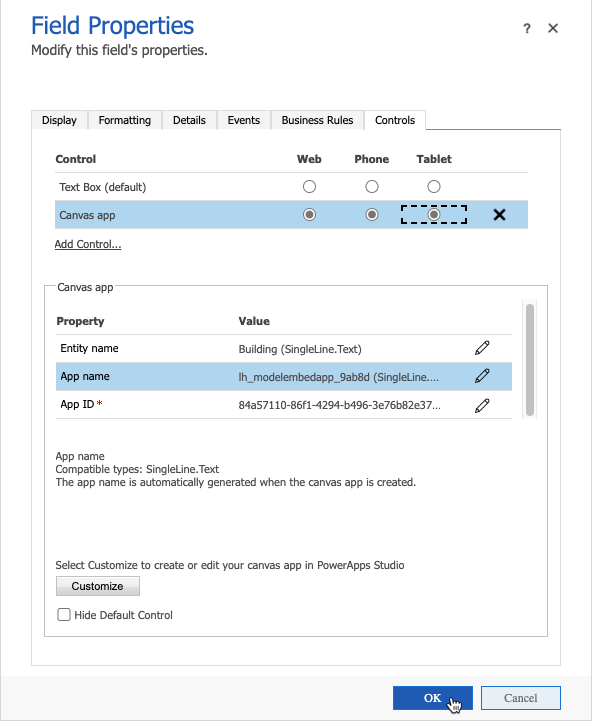 Field Properties
? ×
Modify this field's properties.
Display Formatting Details Events Business Rules Controls
Control Web Phone Tablet
Text Box (default)
Canvas app
Add Control...
Canvas app
Property Value
Entity name Building (SingleLine.Text)
App name lh_modelembedapp_9ab8d (SingleLine....
App ID * 84a57110-86f1-4294-b496-3e76b82e37...
App name
Compatible types: SingleLine.Text
The app name is automatically generated when the canvas app is created.
Select Customize to create or edit your canvas app in PowerApps Studio
Customize
Hide Default Control
OK Cancel